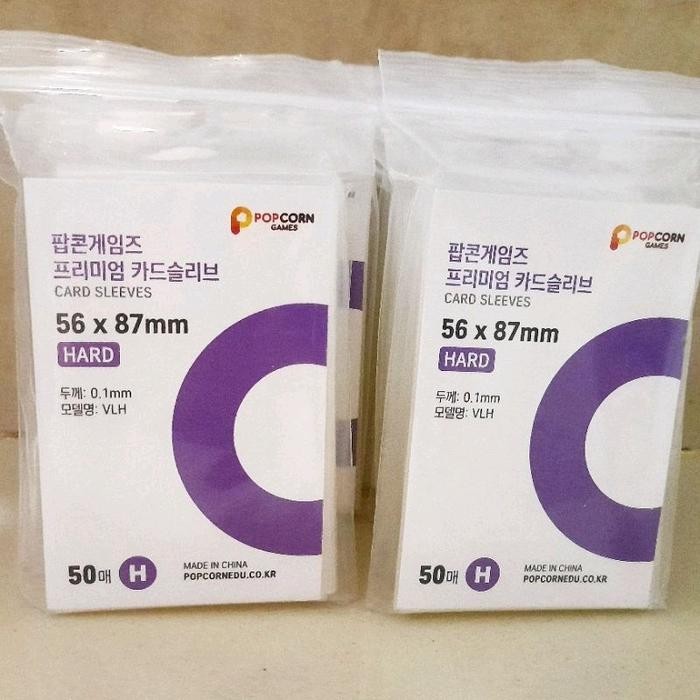 POPCORN
GAMES
팝콘게임즈
프리미엄 카드슬리브
CARD SLEEVES
56 x 87mm
HARD
두께: 0.1mm
모델명: VLH
50매 H
MADE IN CHINA
POPCORNEDU.CO.KR
POPCORN
GAMES
팝콘게임즈
프리미엄 카드슬리브
CARD SLEEVES
56 x 87mm
HARD
두께: 0.1mm
모델명: VLH
50매 H
MADE IN CHINA
POPCORNEDU.CO.KR